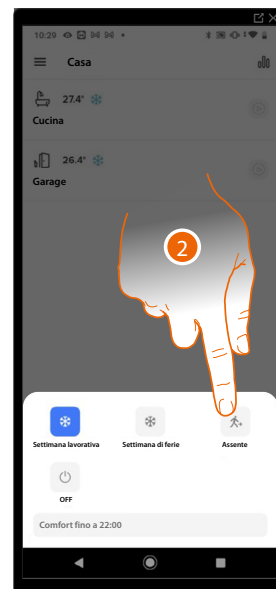 10:29
Casa
27.4°
Cucina
26.4°
Garage
2
Settimana lavorativa
Settimana di ferie
Assente
OFF
Comfort fino a 22:00